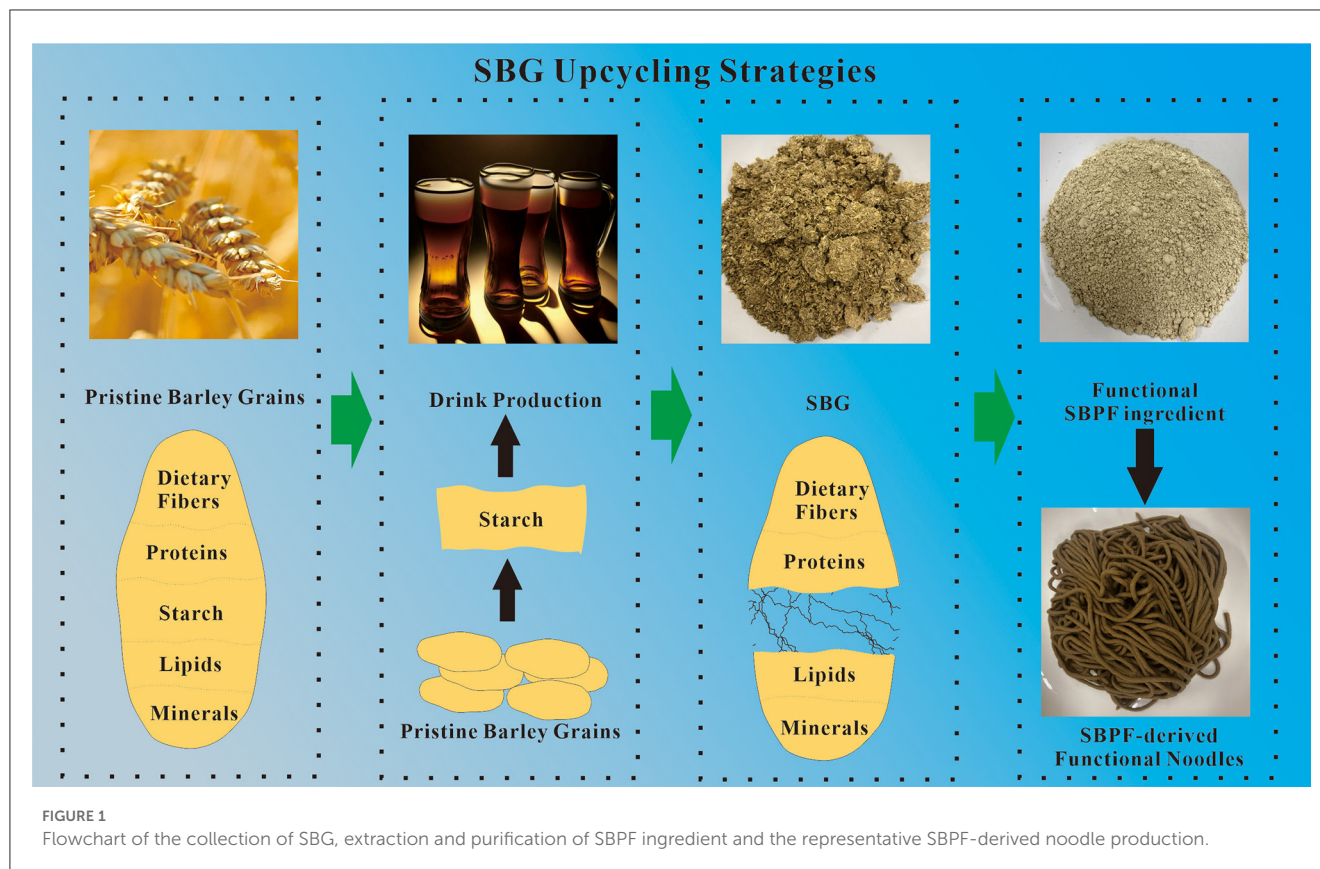 SBG Upcycling Strategies
Pristine Barley Grains
Dietary
Fibers
Proteins
Starch
Lipids
Minerals
Drink Production
Starch
Pristine Barley Grains
SBG
Dietary
Fibers
Proteins
Lipids
Minerals
Functional
SBPF ingredient
SBPF-derived
Functional Noodles
FIGURE 1
Flowchart of the collection of SBG, extraction and purification of SBPF ingredient and the representative SBPF-derived noodle production.